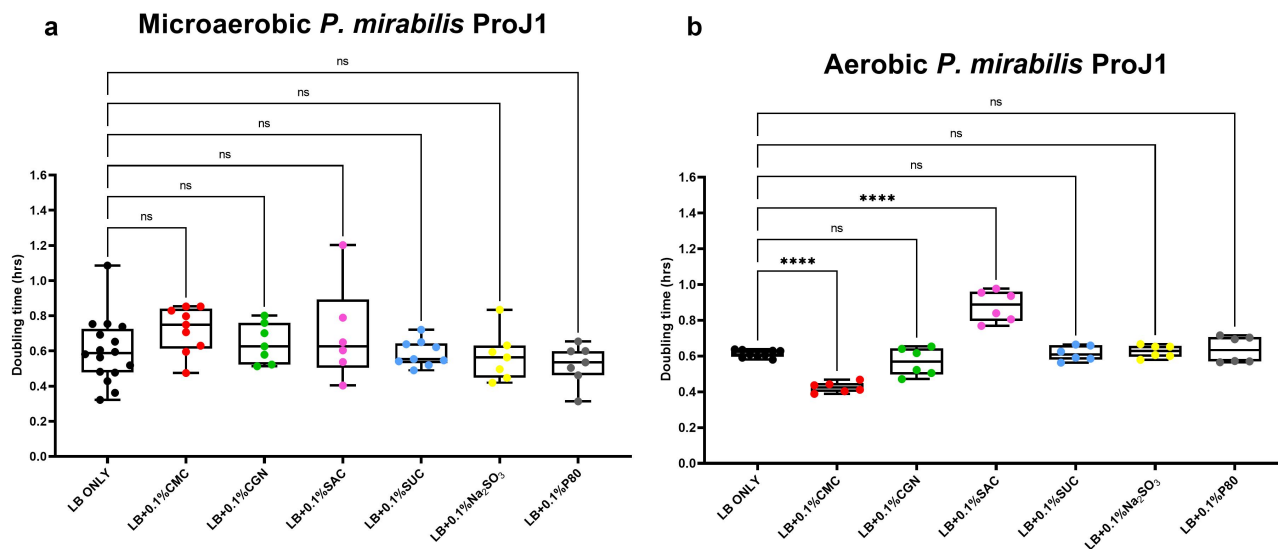 a
Microaerobic P. mirabilis ProJ1
ns
ns
ns
ns
ns
ns
Doubling time (hrs)
1.6
1.4
1.2
1.0
0.8
0.6
0.4
0.2
0.0
LB ONLY
LB+0.1%CMC
LB+0.1%CGN
LB+0.1%SAC
LB+0.1%SUC
LB+0.1%Na₂SO₃
LB+0.1%P80
b
Aerobic P. mirabilis ProJ1
ns
ns
ns
****
ns
****
Doubling time (hrs)
1.6
1.4
1.2
1.0
0.8
0.6
0.4
0.2
0.0
LB ONLY
LB+0.1%CMC
LB+0.1%CGN
LB+0.1%SAC
LB+0.1%SUC
LB+0.1%Na₂SO₃
LB+0.1%P80